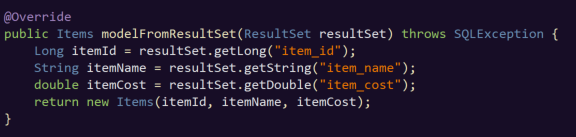 @Override
public Items modelFromResultSet(ResultSet resultSet) throws SQLException {
    Long itemId = resultSet.getLong("item_id");
    String itemName = resultSet.getString("item_name");
    double itemCost = resultSet.getDouble("item_cost");
    return new Items(itemId, itemName, itemCost);
}